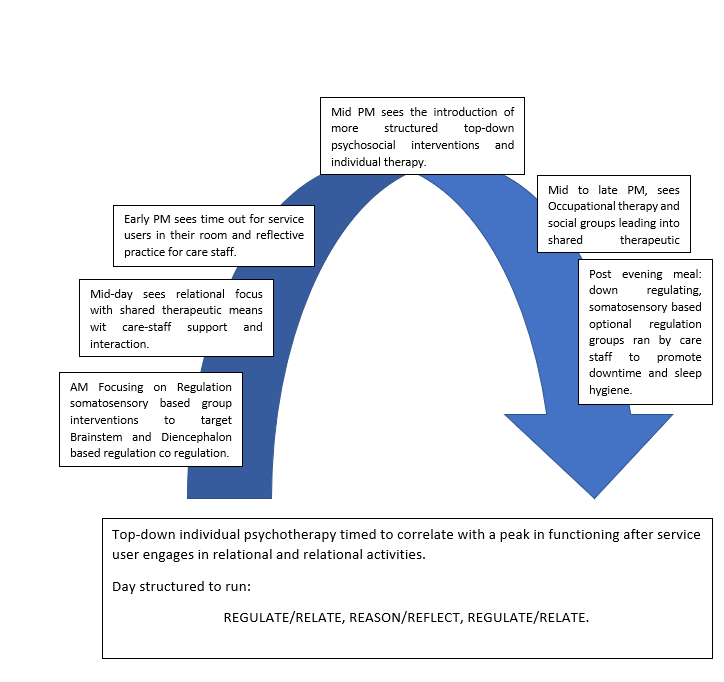 Mid PM sees the introduction of
more structured top-down
psychosocial interventions and
individual therapy.
Mid to late PM, sees
Occupational therapy and
social groups leading into
shared therapeutic
Early PM sees time out for service
users in their room and reflective
practice for care staff.
Post evening meal:
down regulating,
somatosensory based
optional regulation
groups ran by care
staff to promote
downtime and sleep
hygiene.
Mid-day sees relational focus
with shared therapeutic means
wit care-staff support and
interaction.
AM Focusing on Regulation
somatosensory based group
interventions to target
Brainstem and Diencephalon
based regulation co regulation.
Top-down individual psychotherapy timed to correlate with a peak in functioning after service
user engages in relational and relational activities.
Day structured to run:
REGULATE/RELATE, REASON/REFLECT, REGULATE/RELATE.